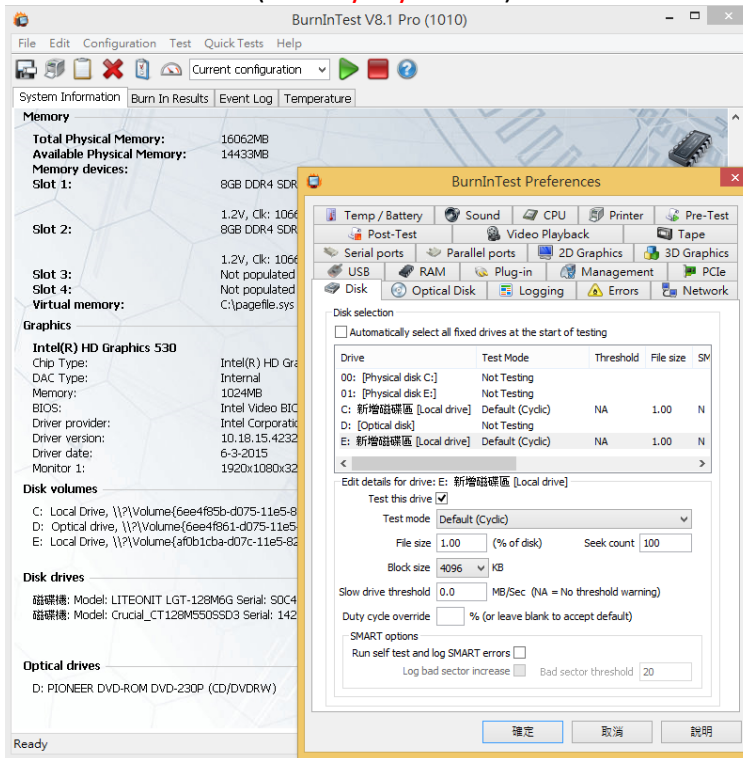 BurnInTest V8.1 Pro (1010)
File Edit Configuration Test Quick Tests Help
Current configuration
System Information Burn In Results Event Log Temperature
Memory
Total Physical Memory: 16062MB
Available Physical Memory: 14433MB
Memory devices:
Slot 1: 8GB DDR4 SDR
1.2V, Clk: 1066
Slot 2: 8GB DDR4 SDR
1.2V, Clk: 1066
Slot 3: Not populated
Slot 4: Not populated
Virtual memory: C:\pagefile.sys
Graphics
Intel(R) HD Graphics 530
Chip Type: Intel(R) HD Gra
DAC Type: Internal
Memory: 1024MB
BIOS: Intel Video BIO
Driver provider: Intel Corporatio
Driver version: 10.18.15.4232
Driver date: 6-3-2015
Monitor 1: 1920x1080x32
Disk volumes
C: Local Drive, \\?\Volume{6ee4f85b-d075-11e5-8
D: Optical drive, \\?\Volume{6ee4f861-d075-11e5-
E: Local Drive, \\?\Volume{af0b1cba-d07c-11e5-82
Disk drives
磁碟機: Model: LITEONIT LGT-128M6G Serial: S0C4
磁碟機: Model: Crucial_CT128M550SSD3 Serial: 142
Optical drives
D: PIONEER DVD-ROM DVD-230P (CD/DVDRW)
Ready
BurnInTest Preferences
Temp / Battery Sound CPU Printer Pre-Test
Post-Test Video Playback Tape
Serial ports Parallel ports 2D Graphics 3D Graphics
USB RAM Plug-in Management PCIe
Disk Optical Disk Logging Errors Network
Disk selection
Automatically select all fixed drives at the start of testing
Drive Test Mode Threshold File size SM
00: [Physical disk C:] Not Testing
01: [Physical disk E:] Not Testing
C: 新增磁碟區 [Local drive] Default (Cyclic) NA 1.00 N
D: [Optical disk] Not Testing
E: 新增磁碟區 [Local drive] Default (Cyclic) NA 1.00 N
Edit details for drive: E: 新增磁碟區 [Local drive]
Test this drive
Test mode Default (Cyclic)
File size 1.00 (% of disk) Seek count 100
Block size 4096 KB
Slow drive threshold 0.0 MB/Sec (NA = No threshold warning)
Duty cycle override % (or leave blank to accept default)
SMART options
Run self test and log SMART errors
Log bad sector increase Bad sector threshold 20
確定 取消 說明